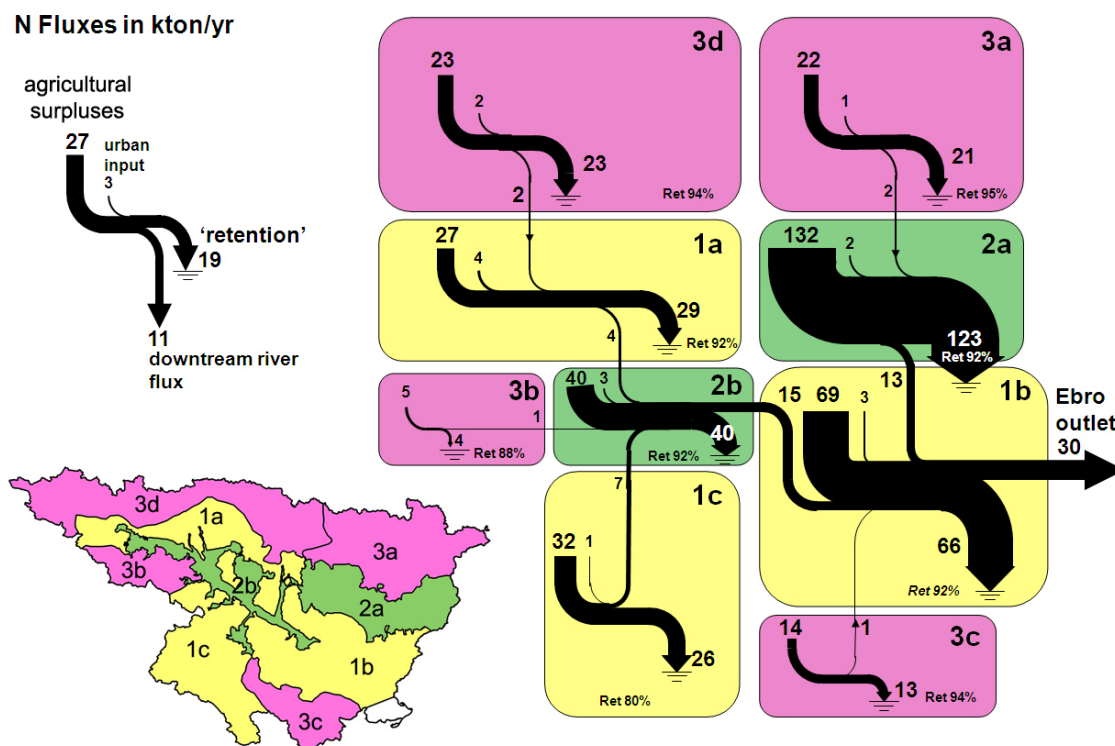 N Fluxes in kton/yr
agricultural
surpluses
27
urban
input
3
'retention'
19
11
downtream river
flux
3d
23
2
23
2
Ret 94%
3a
22
1
21
2
Ret 95%
1a
27
4
29
4
Ret 92%
2a
132
2
123
Ret 92%
13
3b
5
1
4
Ret 88%
2b
40
3
40
Ret 92%
15
1b
69
3
66
Ret 92%
Ebro
outlet
30
7
1c
32
1
26
Ret 80%
3c
14
1
13
Ret 94%
3d
1a
3a
3b
2b
2a
1c
1b
3c